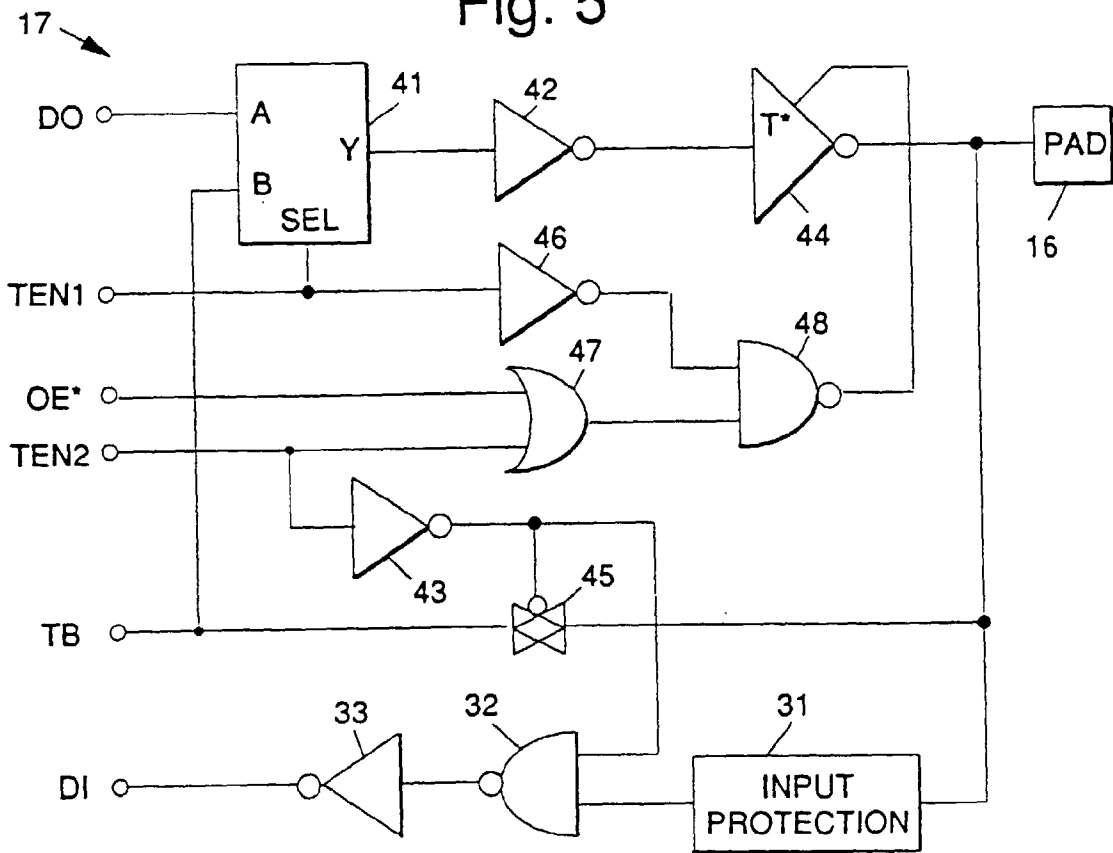 Fig. 5
17
DO
A
B
Y
SEL
41
42
T*
44
PAD
16
TEN1
46
48
OE*
47
TEN2
43
45
TB
33
32
31
DI
INPUT
PROTECTION